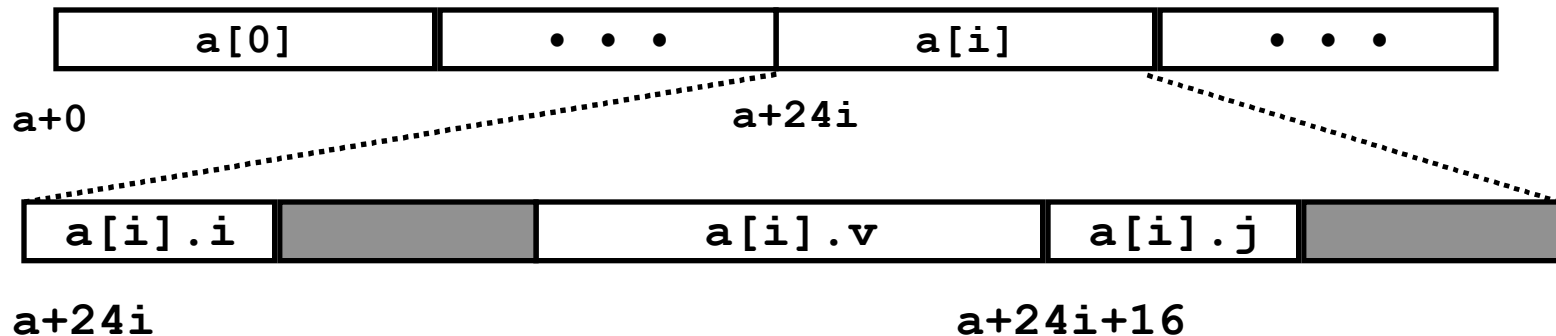 a[0] • • • a[i] • • •
a+0 a+24i
a[i].i a[i].v a[i].j
a+24i a+24i+16